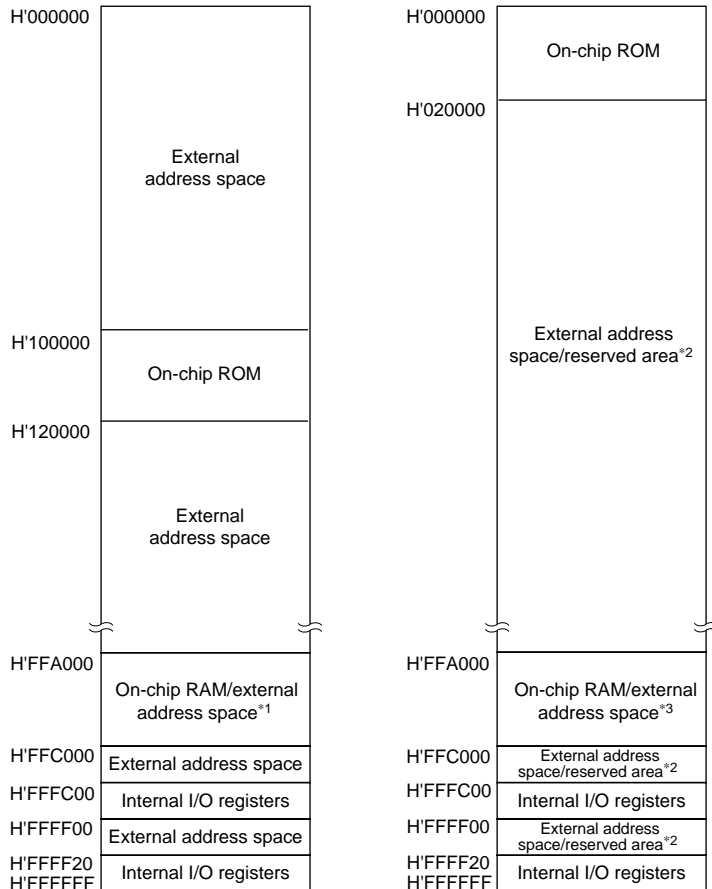 H'000000
External
address space
H'100000
On-chip ROM
H'120000
External
address space
H'FFA000
On-chip RAM/external
address space*1
H'FFC000
External address space
H'FFFC00
Internal I/O registers
H'FFFF00
External address space
H'FFFF20
Internal I/O registers
H'FFFFFF
H'000000
On-chip ROM
H'020000
External address
space/reserved area*2
H'FFA000
On-chip RAM/external
address space*3
H'FFC000
External address
space/reserved area*2
H'FFFC00
Internal I/O registers
H'FFFF00
External address
space/reserved area*2
H'FFFF20
Internal I/O registers
H'FFFFFF